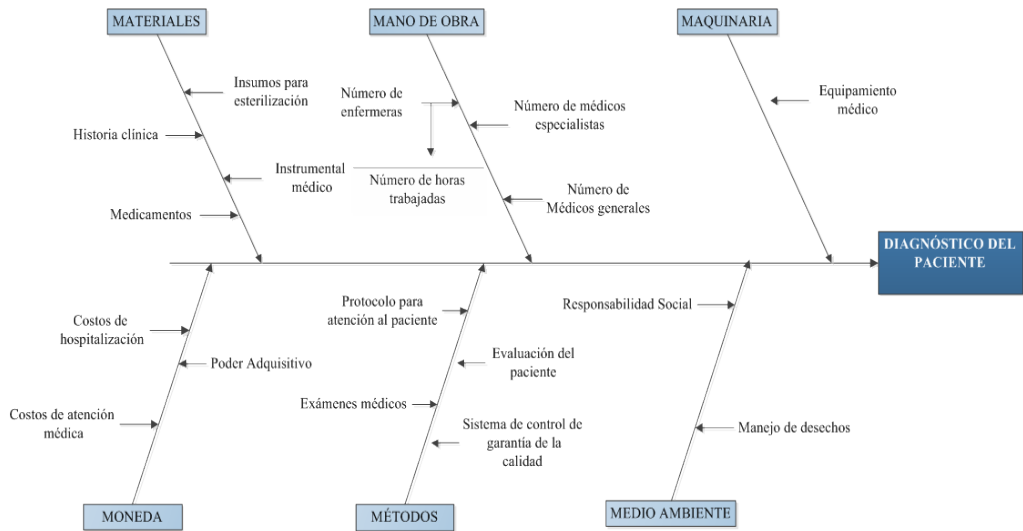 MATERIALES
MANO DE OBRA
MAQUINARIA
Insumos para
esterilización
Historia clínica
Instrumental
médico
Medicamentos
Número de
enfermeras
Número de médicos
especialistas
Número de horas
trabajadas
Número de
Médicos generales
Equipamiento
médico
DIAGNÓSTICO DEL
PACIENTE
Costos de
hospitalización
Poder Adquisitivo
Costos de atención
médica
Protocolo para
atención al paciente
Evaluación del
paciente
Exámenes médicos
Sistema de control de
garantía de la
calidad
Responsabilidad Social
Manejo de desechos
MONEDA
MÉTODOS
MEDIO AMBIENTE